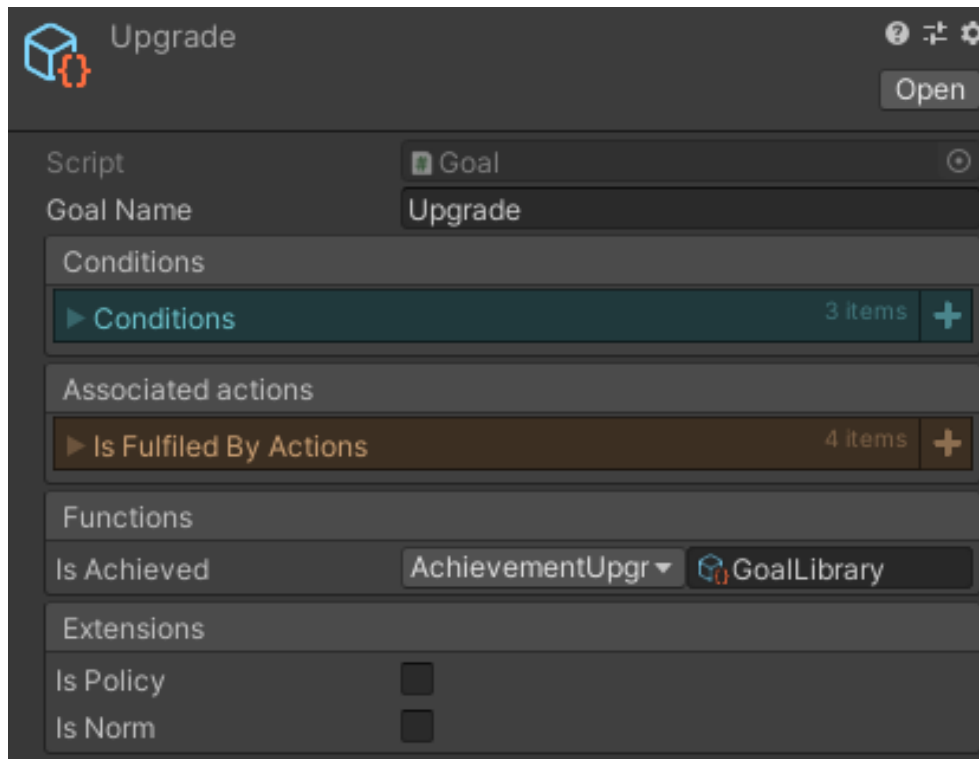 Upgrade
Open
Script Goal
Goal Name Upgrade
Conditions
Conditions 3 items
Associated actions
Is Fulfiled By Actions 4 items
Functions
Is Achieved AchievementUpgr GoalLibrary
Extensions
Is Policy
Is Norm